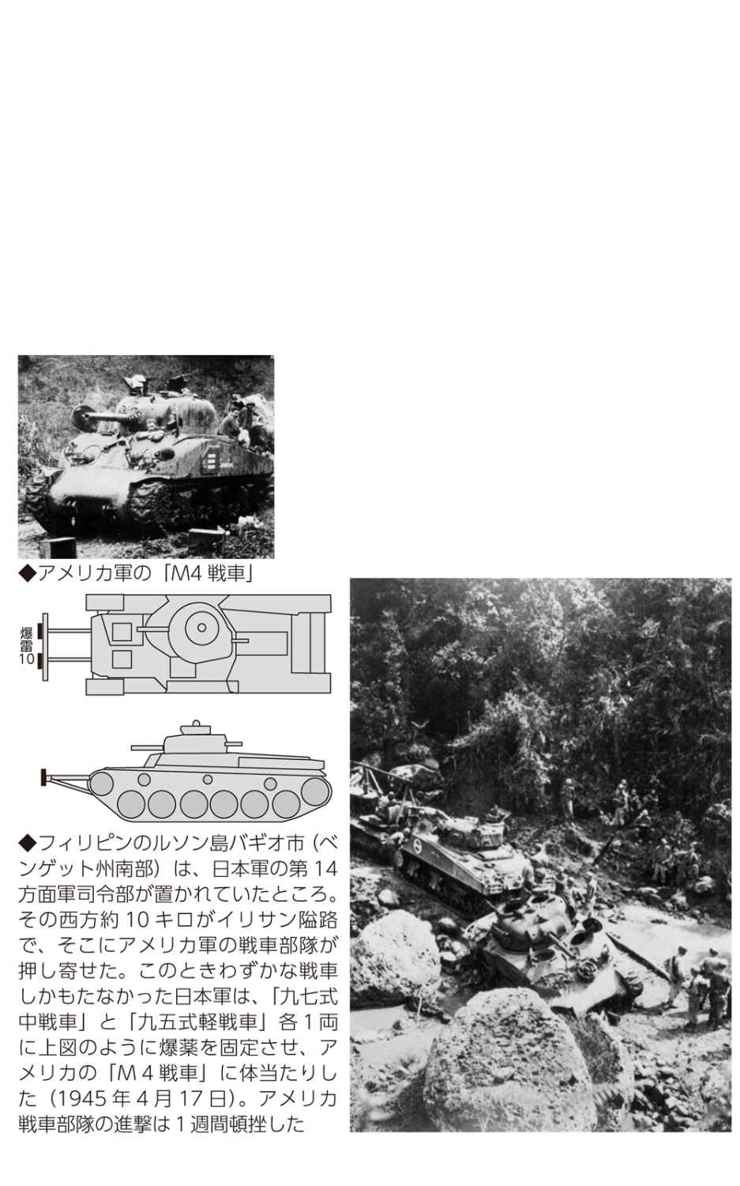 ◆アメリカ軍の「M4 戦車」
爆雷10
◆フィリピンのルソン島バギオ市（ベ
ンゲット州南部）は、日本軍の第 14
方面軍司令部が置かれていたところ。
その西方約 10 キロがイリサン隘路
で、そこにアメリカ軍の戦車部隊が
押し寄せた。このときわずかな戦車
しかもたなかった日本軍は、「九七式
中戦車」と「九五式軽戦車」各 1 両
に上図のように爆薬を固定させ、ア
メリカの「M 4 戦車」に体当たりし
た（1945 年 4 月 17 日）。アメリカ
戦車部隊の進撃は 1 週間頓挫した